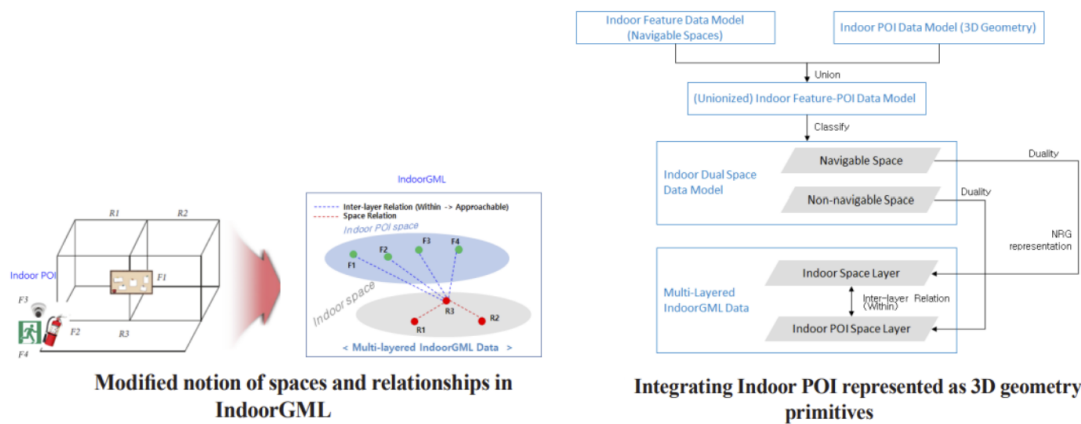 R1
R2
Indoor POI
F1
F3
F2
R3
F4
IndoorGML
Inter-layer Relation (Within -> Approachable)
Space Relation
Indoor POI space
F1
F2
F3
F4
Indoor space
R3
R1
R2
< Multi-layered IndoorGML Data >
Modified notion of spaces and relationships in
IndoorGML
Indoor Feature Data Model
(Navigable Spaces)
Indoor POI Data Model (3D Geometry)
Union
(Unionized) Indoor Feature-POI Data Model
Classify
Indoor Dual Space
Data Model
Navigable Space
Non-navigable Space
Duality
Duality
NRG
representation
Multi-Layered
IndoorGML Data
Indoor Space Layer
Inter-layer Relation
(Within)
Indoor POI Space Layer
Integrating Indoor POI represented as 3D geometry
primitives